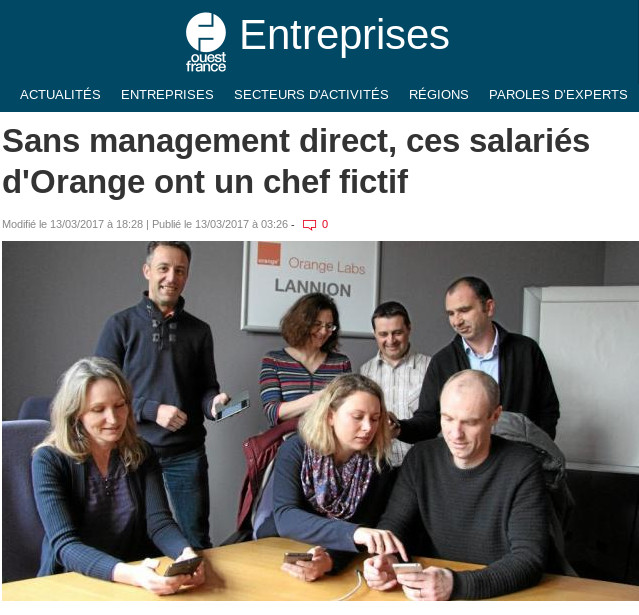 ouest
france
Entreprises
ACTUALITÉS ENTREPRISES SECTEURS D'ACTIVITÉS RÉGIONS PAROLES D'EXPERTS
Sans management direct, ces salariés
d'Orange ont un chef fictif
Modifié le 13/03/2017 à 18:28 | Publié le 13/03/2017 à 03:26 - 0
orange
Orange Labs
LANNION